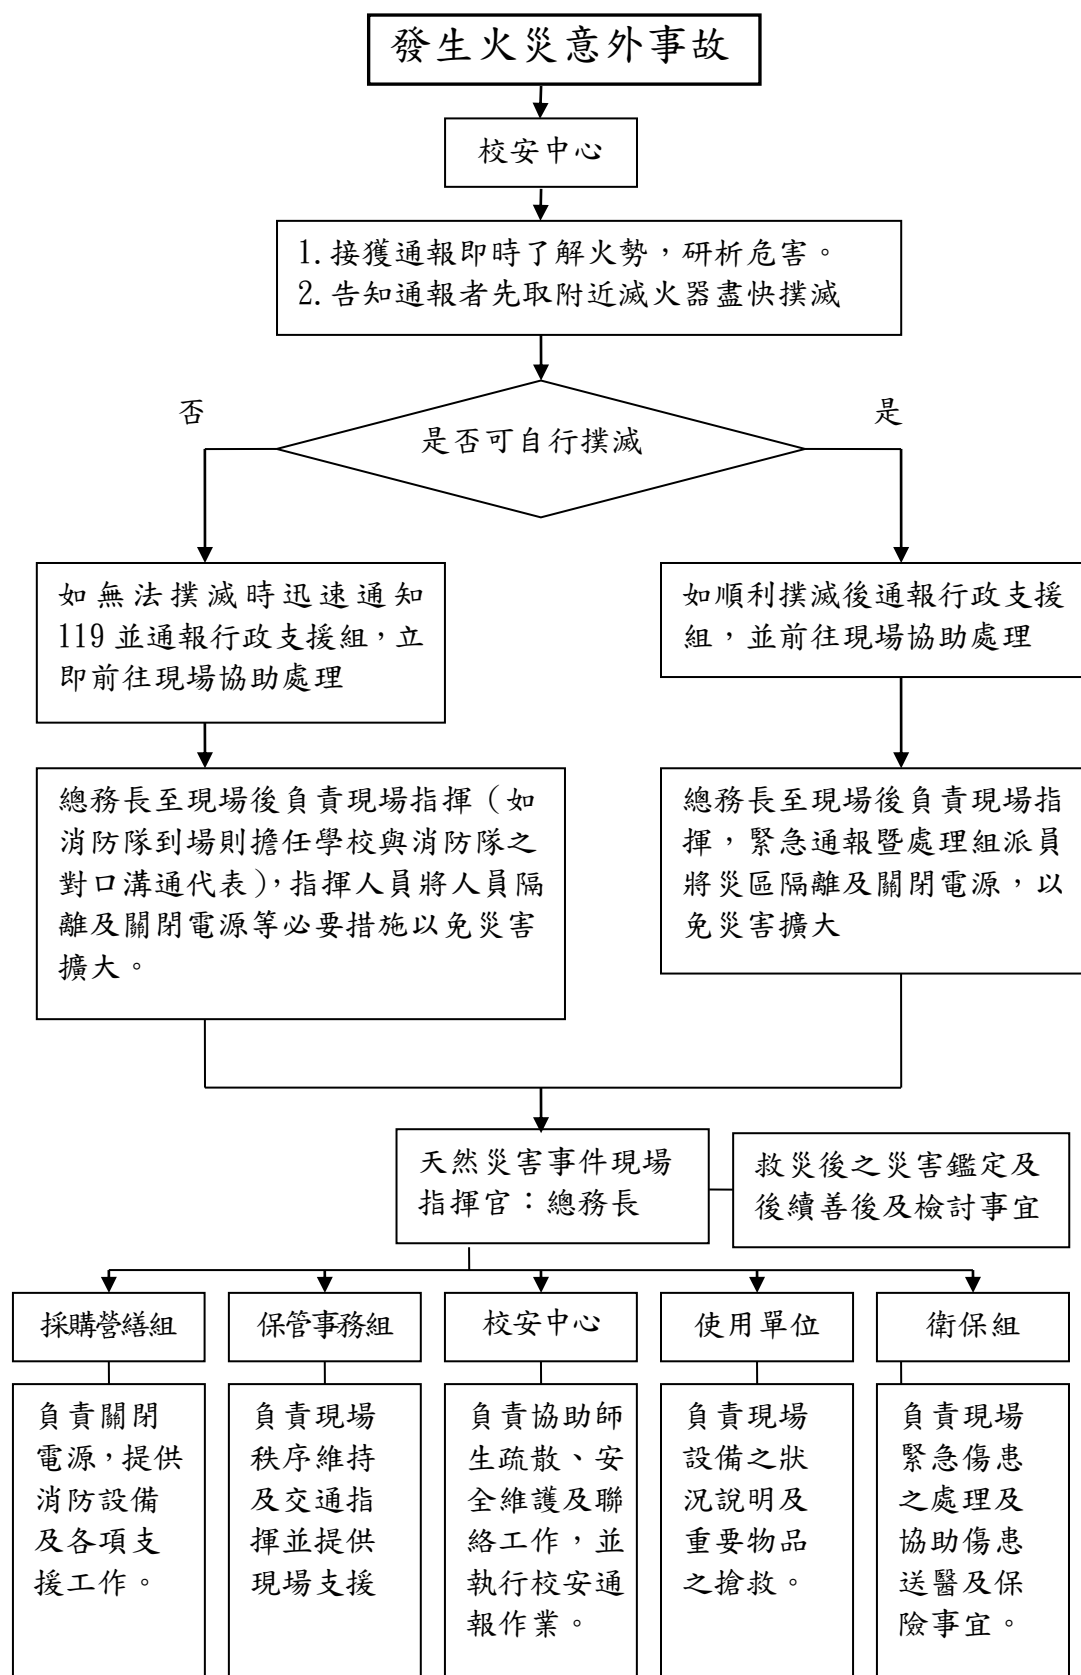 發生火災意外事故
校安中心
1.接獲通報即時了解火勢，研析危害。
2.告知通報者先取附近滅火器盡快撲滅
否
是
是否可自行撲滅
如無法撲滅時迅速通知
119並通報行政支援組，立
即前往現場協助處理
如順利撲滅後通報行政支援
組，並前往現場協助處理
總務長至現場後負責現場指揮（如
消防隊到場則擔任學校與消防隊之
對口溝通代表），指揮人員將人員隔
離及關閉電源等必要措施以免災害
擴大。
總務長至現場後負責現場指
揮，緊急通報暨處理組派員
將災區隔離及關閉電源，以
免災害擴大
天然災害事件現場
指揮官：總務長
救災後之災害鑑定及
後續善後及檢討事宜
採購營繕組
保管事務組
校安中心
使用單位
衛保組
負責關閉
電源，提供
消防設備
及各項支
援工作。
負責現場
秩序維持
及交通指
揮並提供
現場支援
負責協助師
生疏散、安
全維護及聯
絡工作，並
執行校安通
報作業。
負責現場
設備之狀
況說明及
重要物品
之搶救。
負責現場
緊急傷患
之處理及
協助傷患
送醫及保
險事宜。